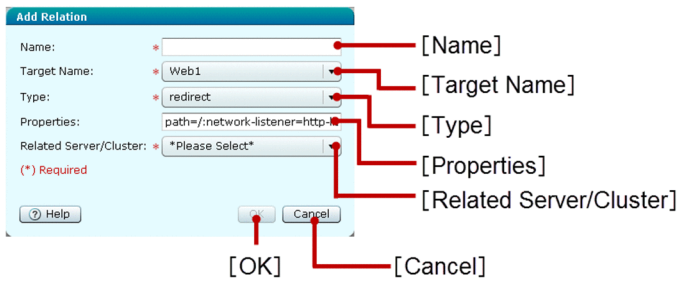 Add Relation
Name: *
[Name]
Target Name: * Web1
[Target Name]
Type: * redirect
[Type]
Properties: path=/:network-listener=http-li
[Properties]
Related Server/Cluster: * *Please Select*
[Related Server/Cluster]
(*) Required
? Help
OK
Cancel
[OK]
[Cancel]